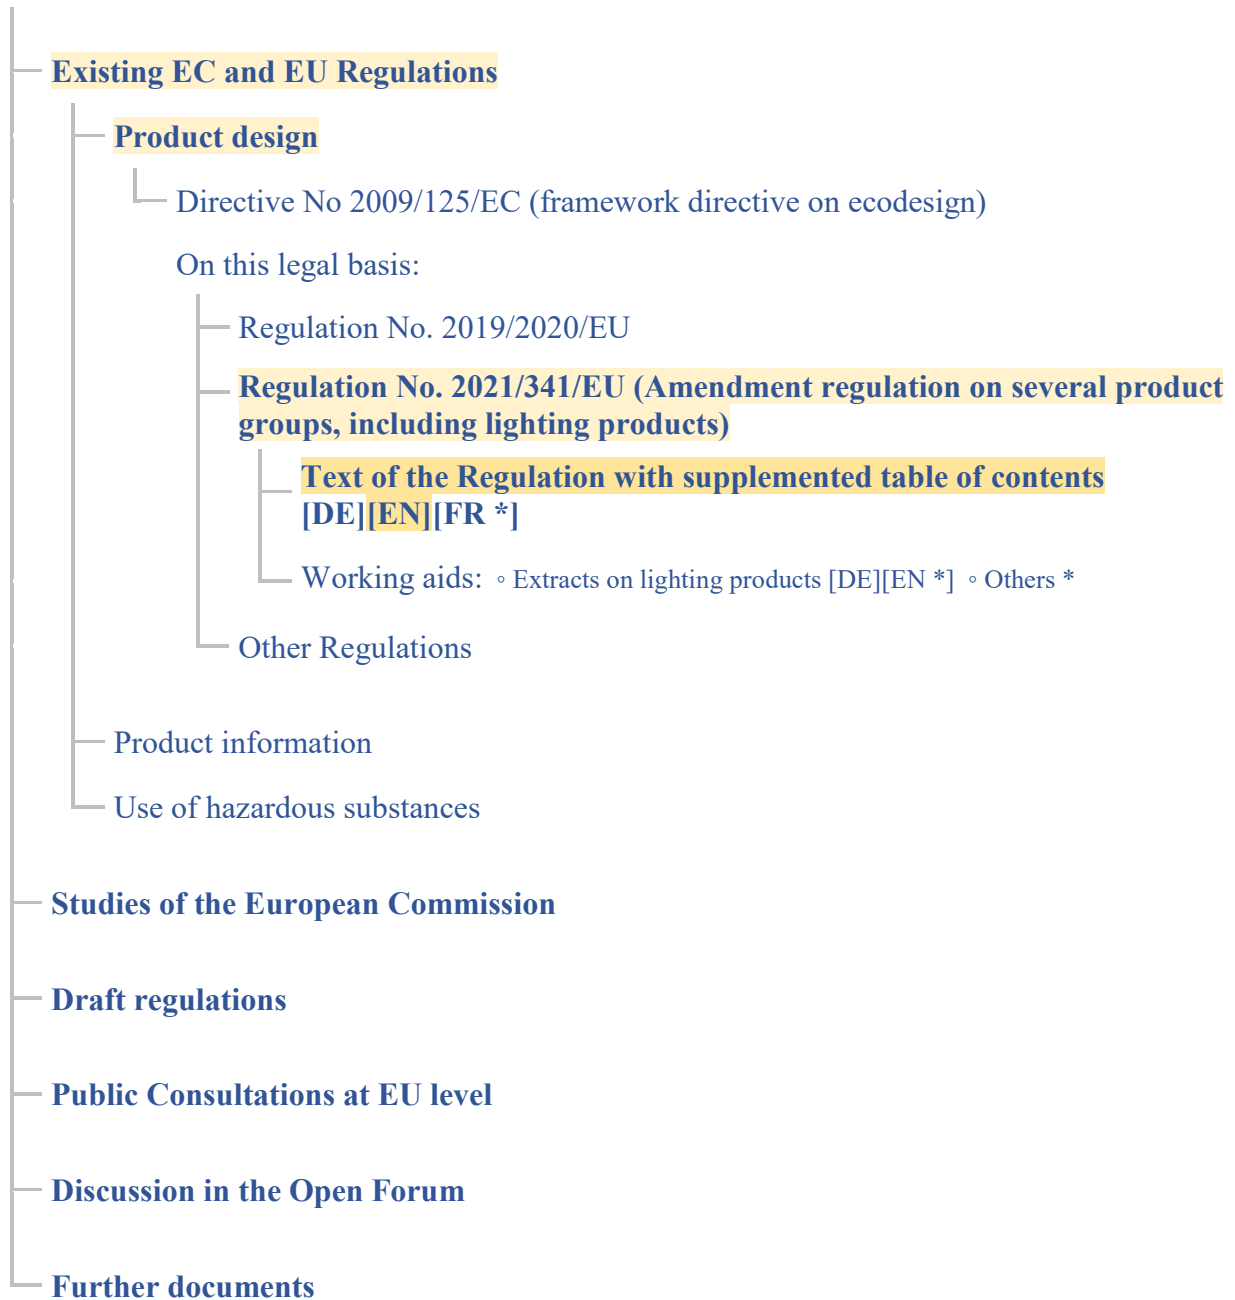 Existing EC and EU Regulations
Product design
Directive No 2009/125/EC (framework directive on ecodesign)
On this legal basis:
Regulation No. 2019/2020/EU
Regulation No. 2021/341/EU (Amendment regulation on several product
groups, including lighting products)
Text of the Regulation with supplemented table of contents
[DE][EN][FR *]
Working aids: ◦ Extracts on lighting products [DE][EN *] ◦ Others *
Other Regulations
Product information
Use of hazardous substances
Studies of the European Commission
Draft regulations
Public Consultations at EU level
Discussion in the Open Forum
Further documents